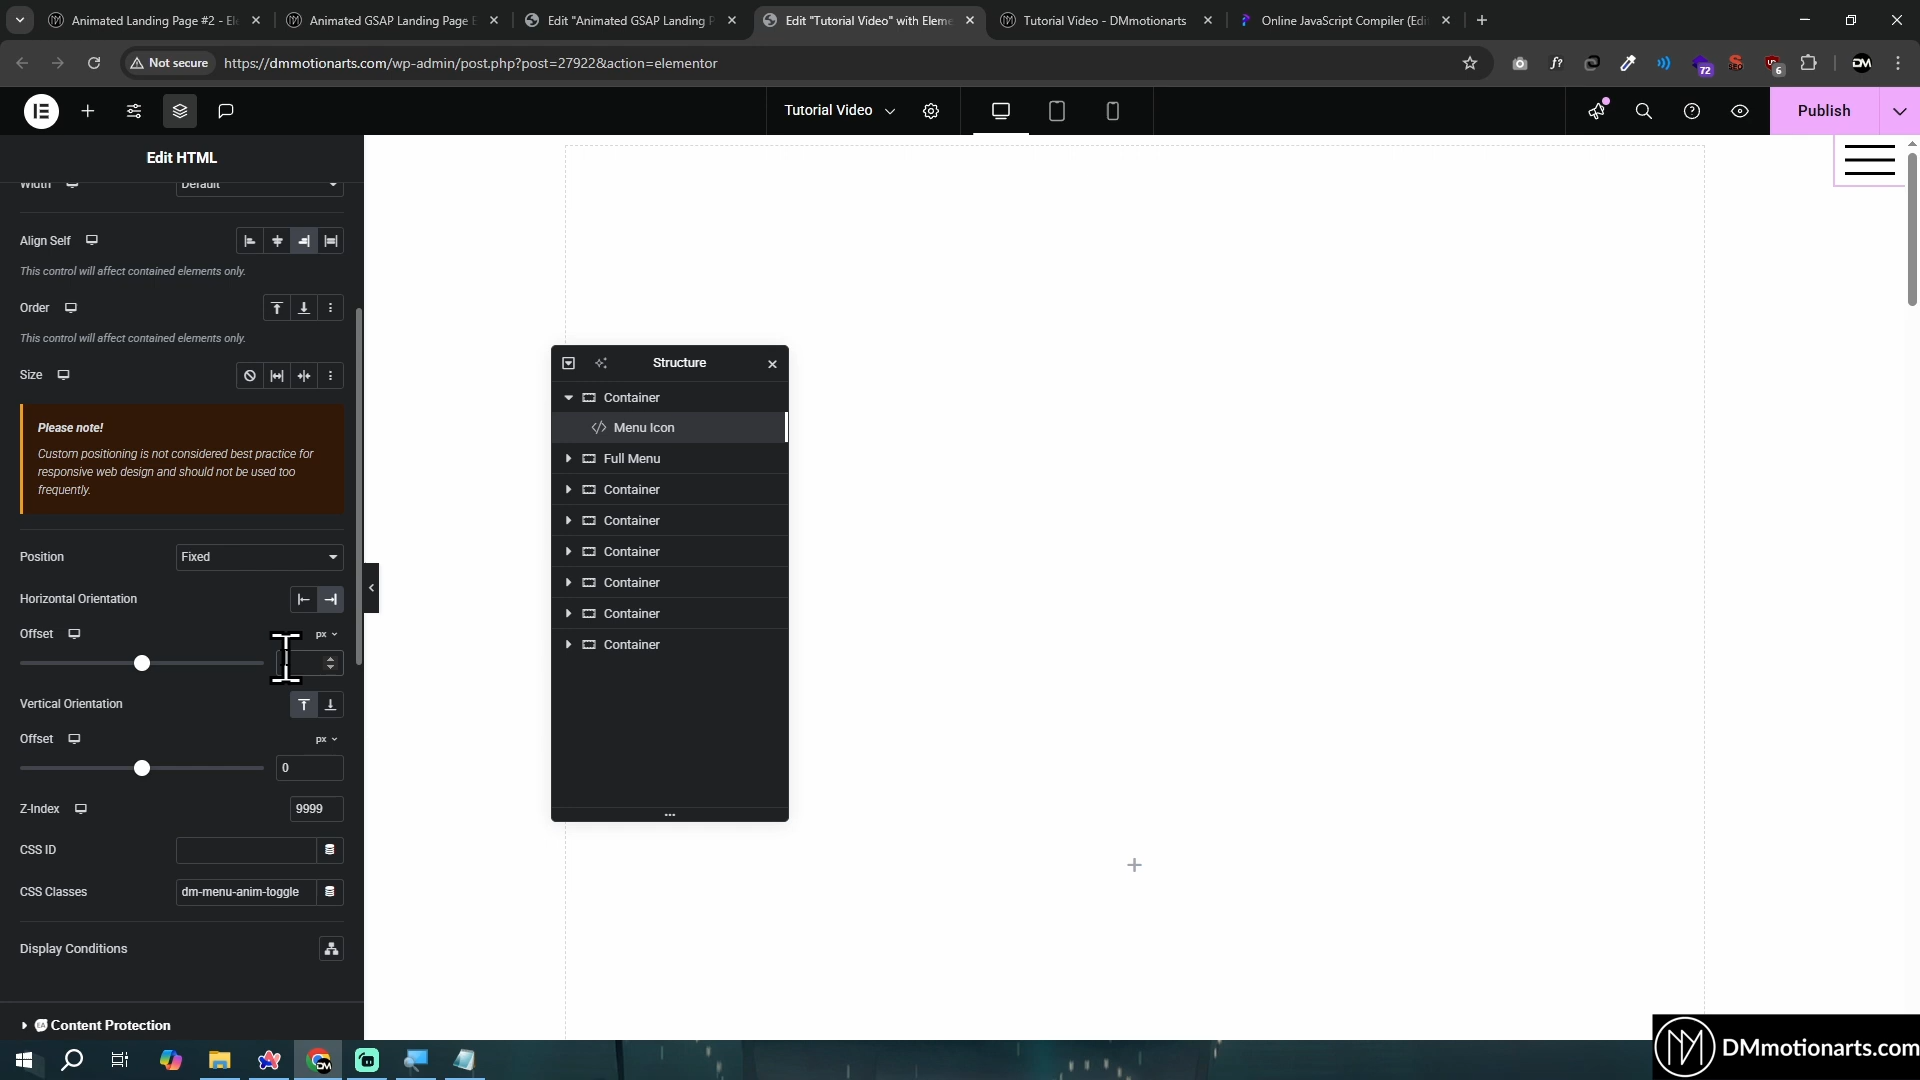 Animated Landing Page #2 - El
Animated GSAP Landing Page E
Edit "Animated GSAP Landing P
Edit "Tutorial Video" with Eleme
Tutorial Video - DMmotionarts
Online JavaScript Compiler (Edi
Not secure
https://dmmotionarts.com/wp-admin/post.php?post=27922&action=elementor
72
6
DM
Tutorial Video
Publish
Edit HTML
Width
Default
Align Self
This control will affect contained elements only.
Order
This control will affect contained elements only.
Size
Please note!
Custom positioning is not considered best practice for
responsive web design and should not be used too
frequently.
Position
Fixed
Horizontal Orientation
Offset
px
Vertical Orientation
Offset
px
0
Z-Index
9999
CSS ID
CSS Classes
dm-menu-anim-toggle
Display Conditions
Content Protection
Structure
Container
Menu Icon
Full Menu
Container
Container
Container
Container
Container
Container
DMmotionarts.com